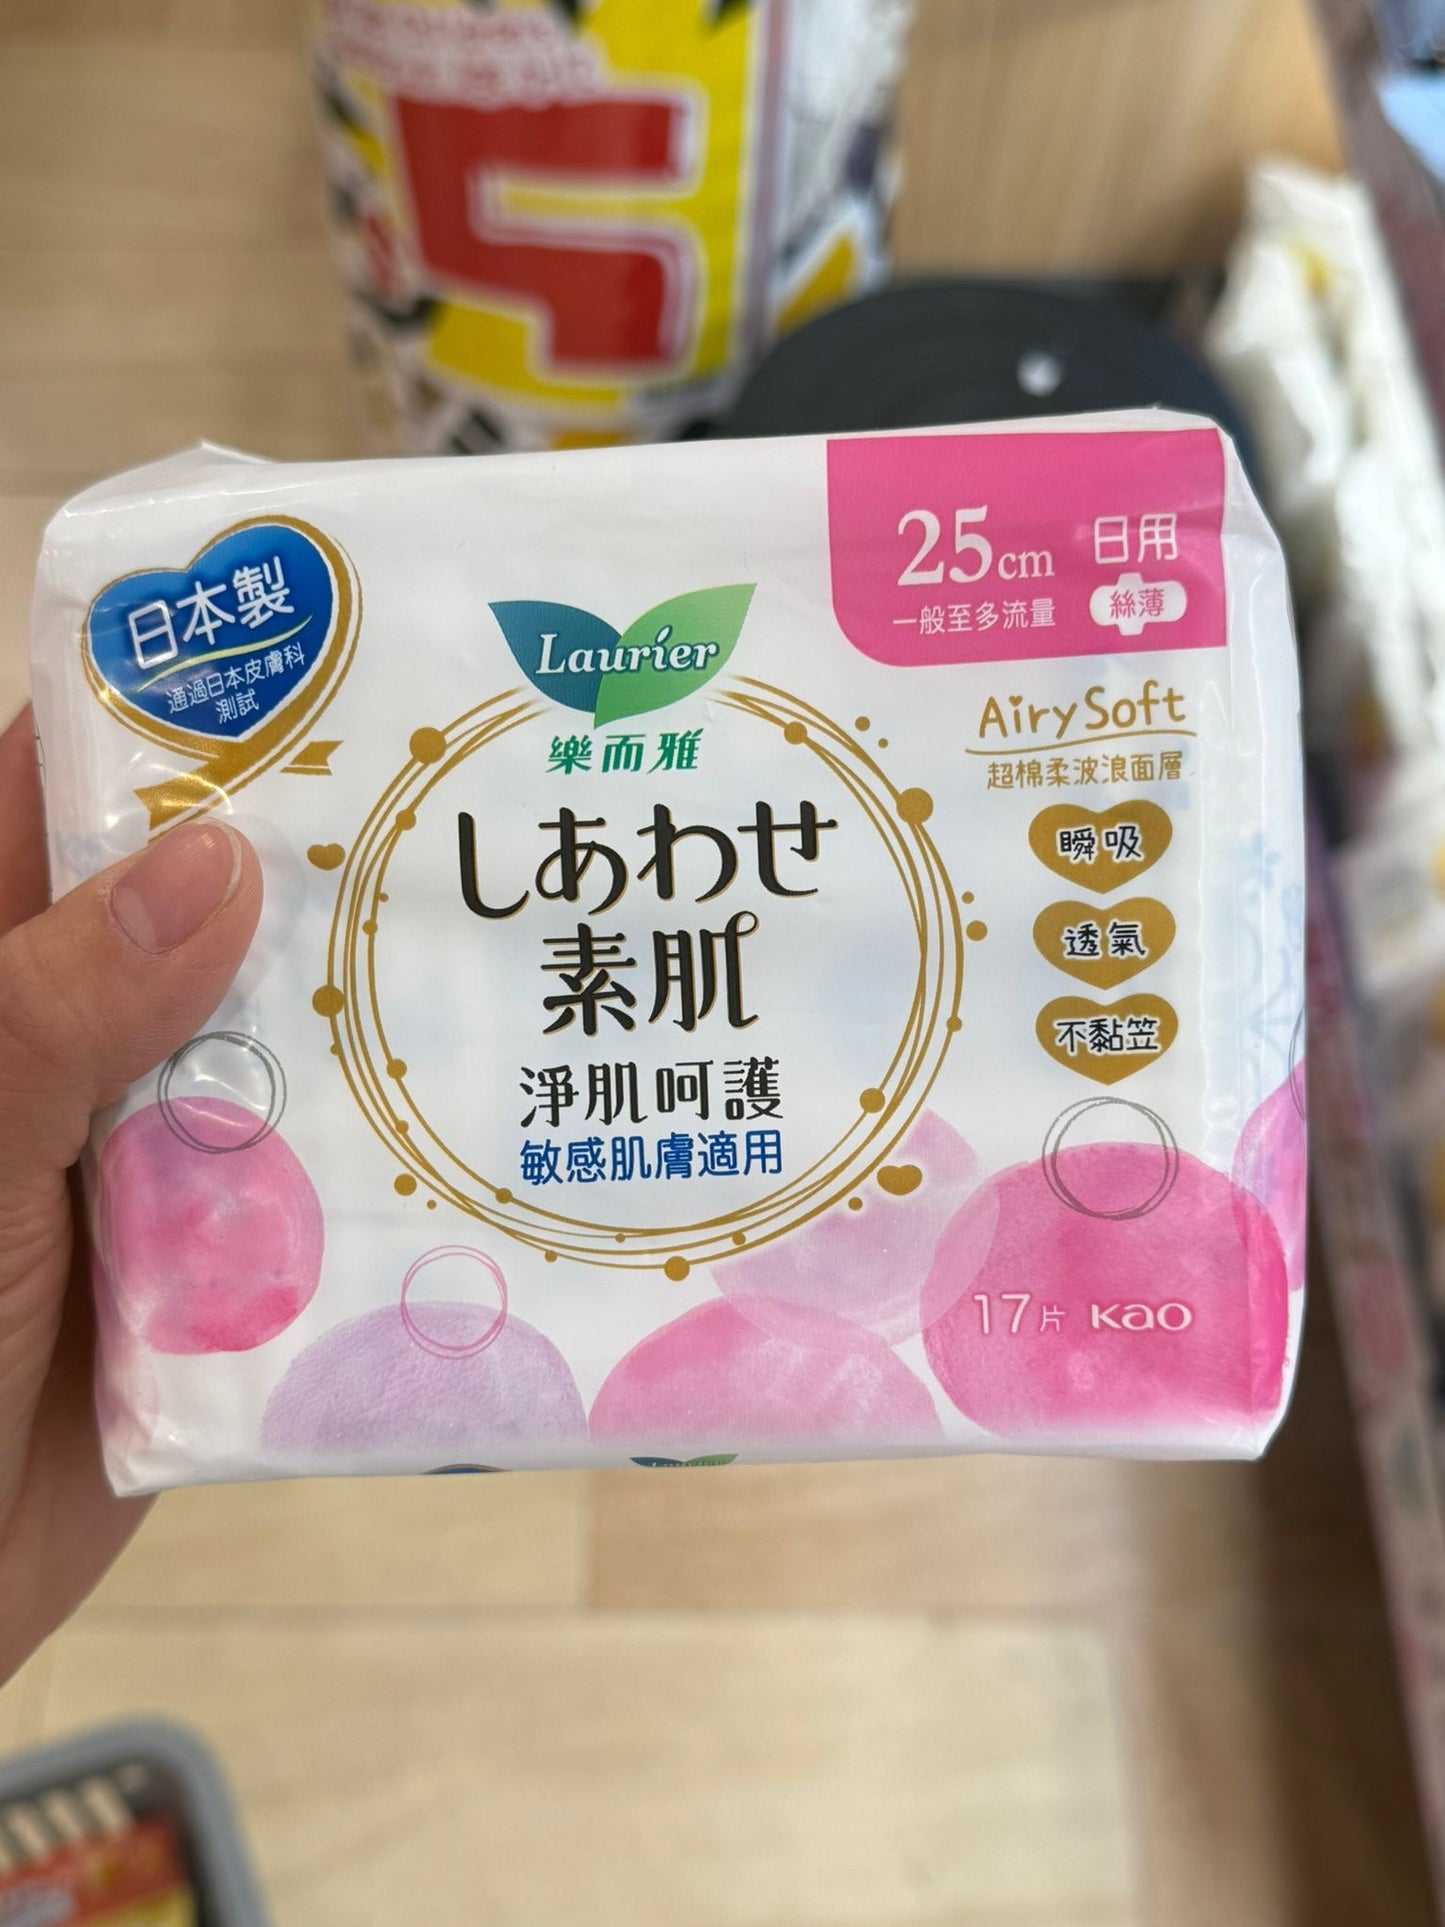 5
25cm 日用
一般至多流量 絲薄
日本製
通過日本皮膚科
測試
Laurier
樂而雅
Airy Soft
超棉柔波浪面層
しあわせ
素肌
淨肌呵護
敏感肌膚適用
瞬吸
透氣
不黏笠
17片 Kao
Laurier